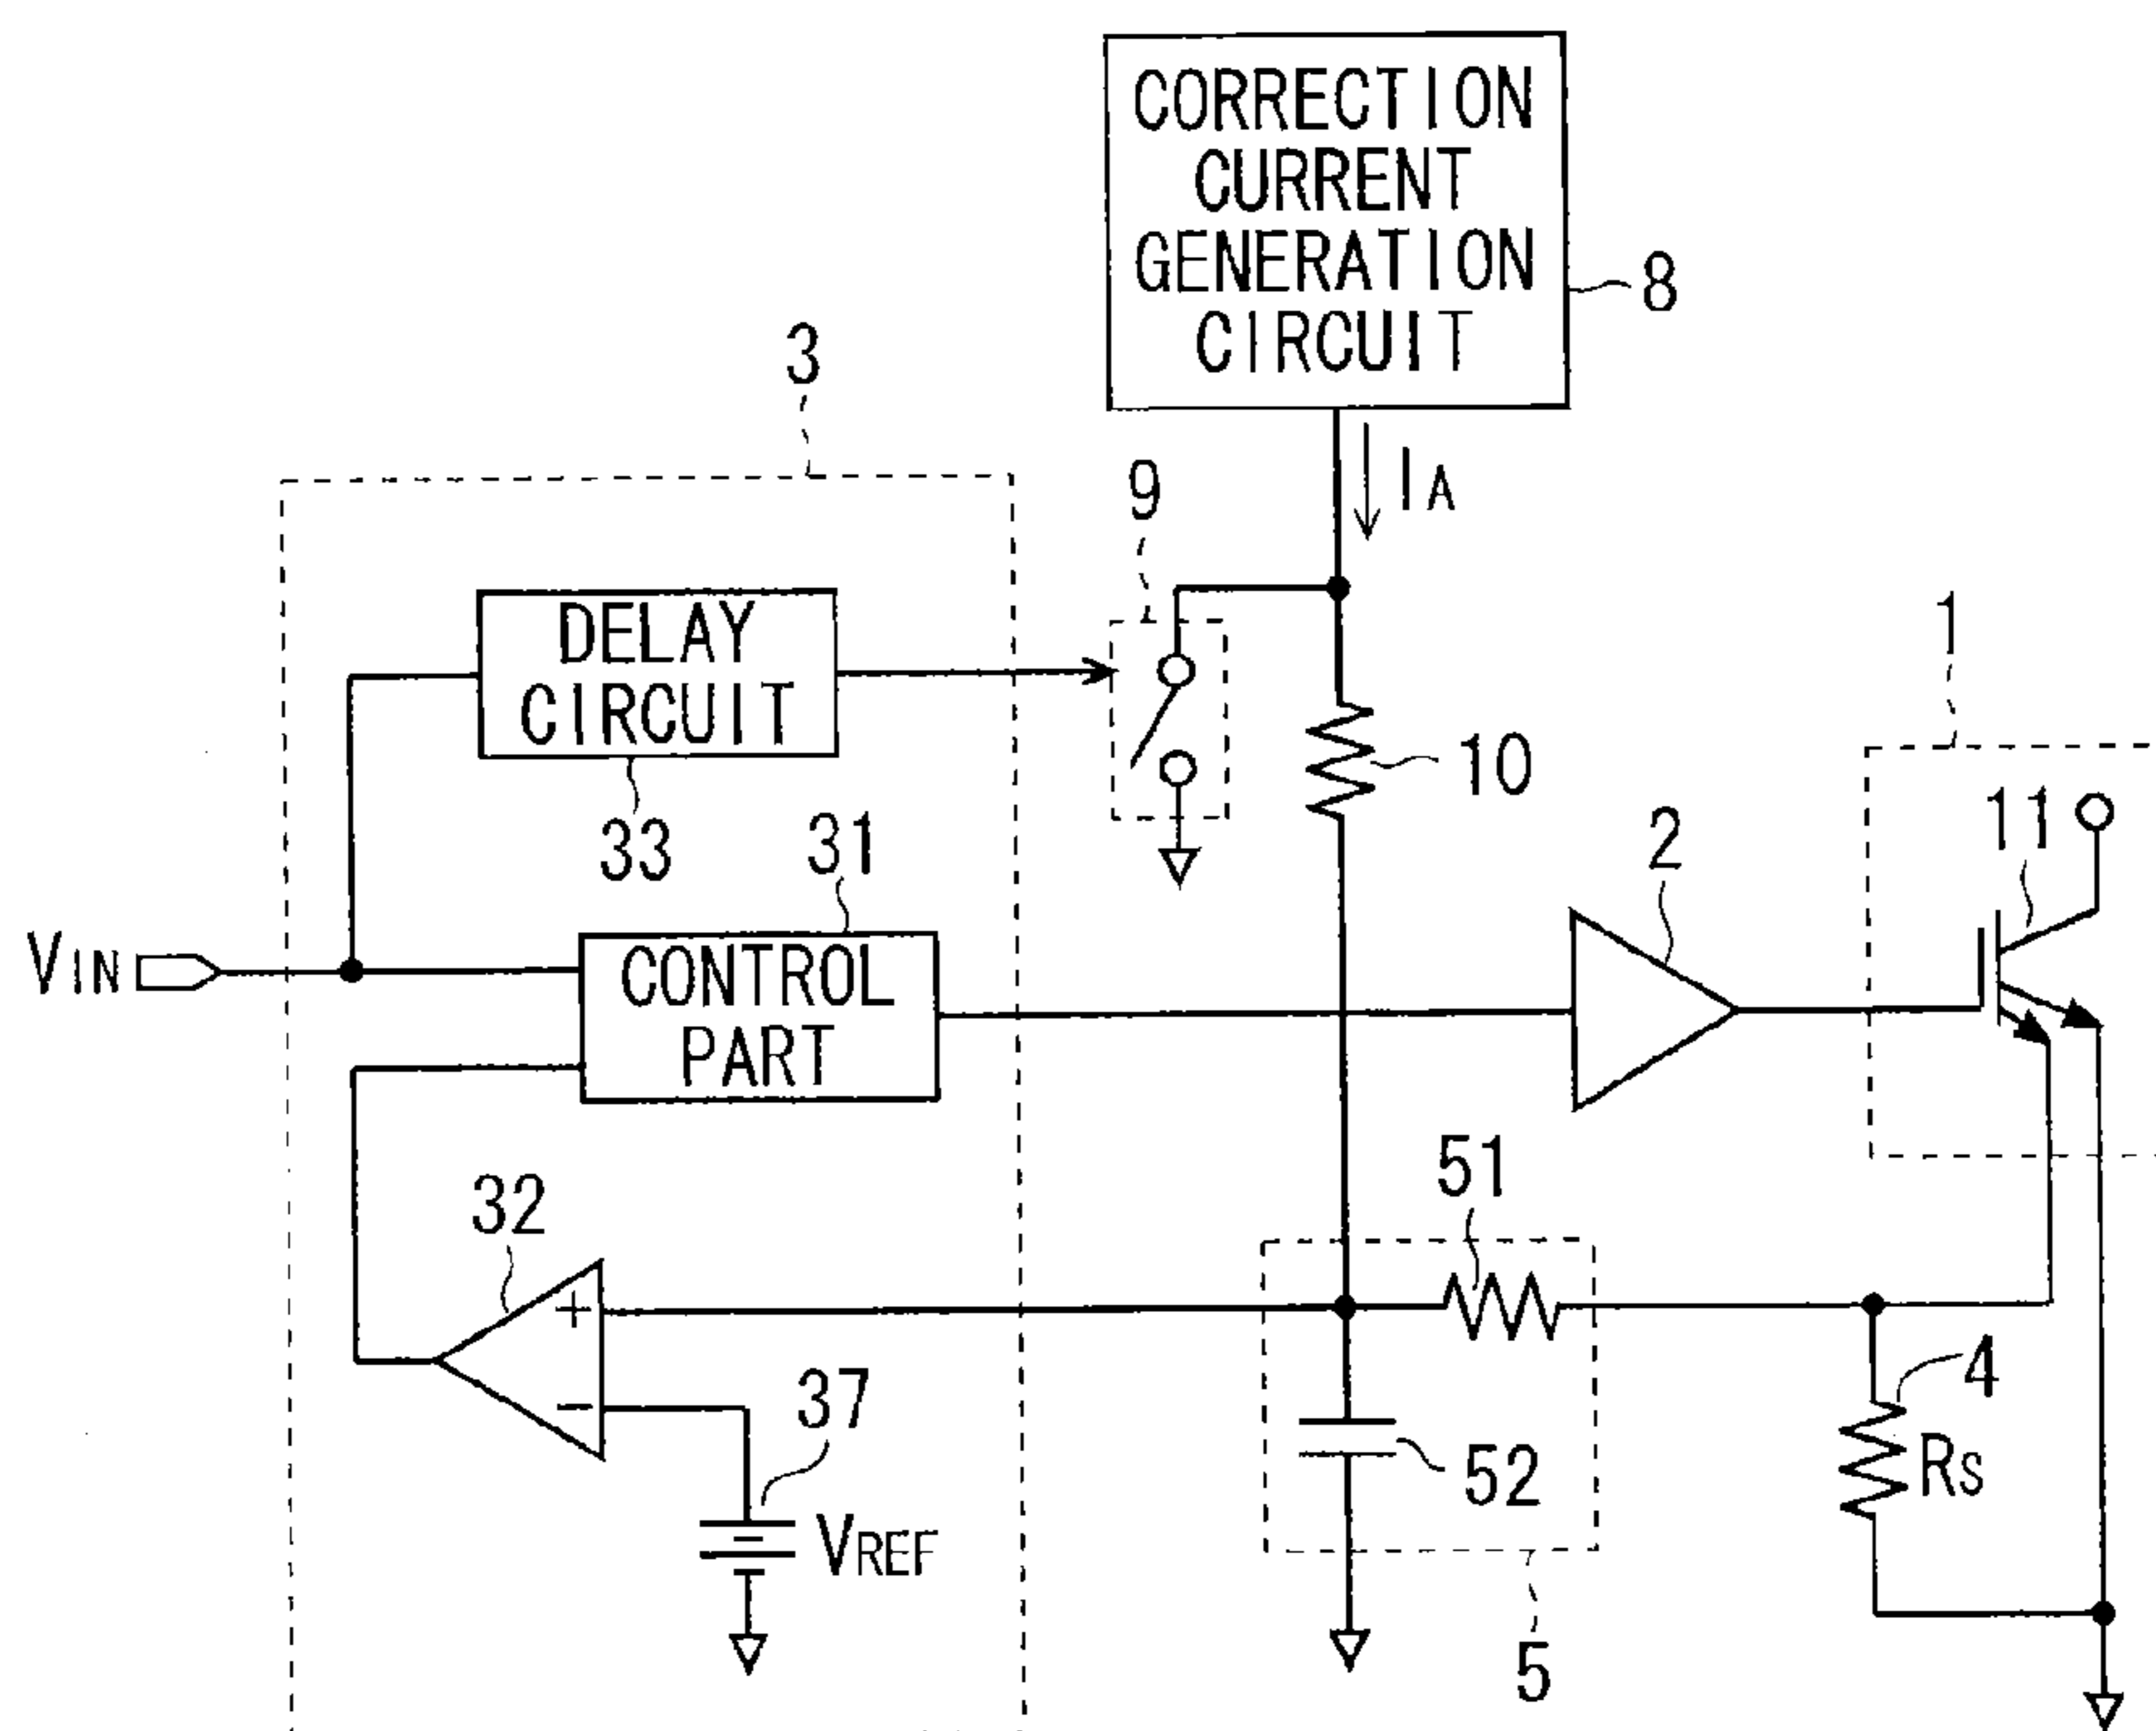 CORRECTION
CURRENT
GENERATION
CIRCUIT
8
3
IA
9
DELAY
CIRCUIT
1
10
33
31
2
11
VIN
CONTROL
PART
51
32
4
37
52
RS
VREF
5